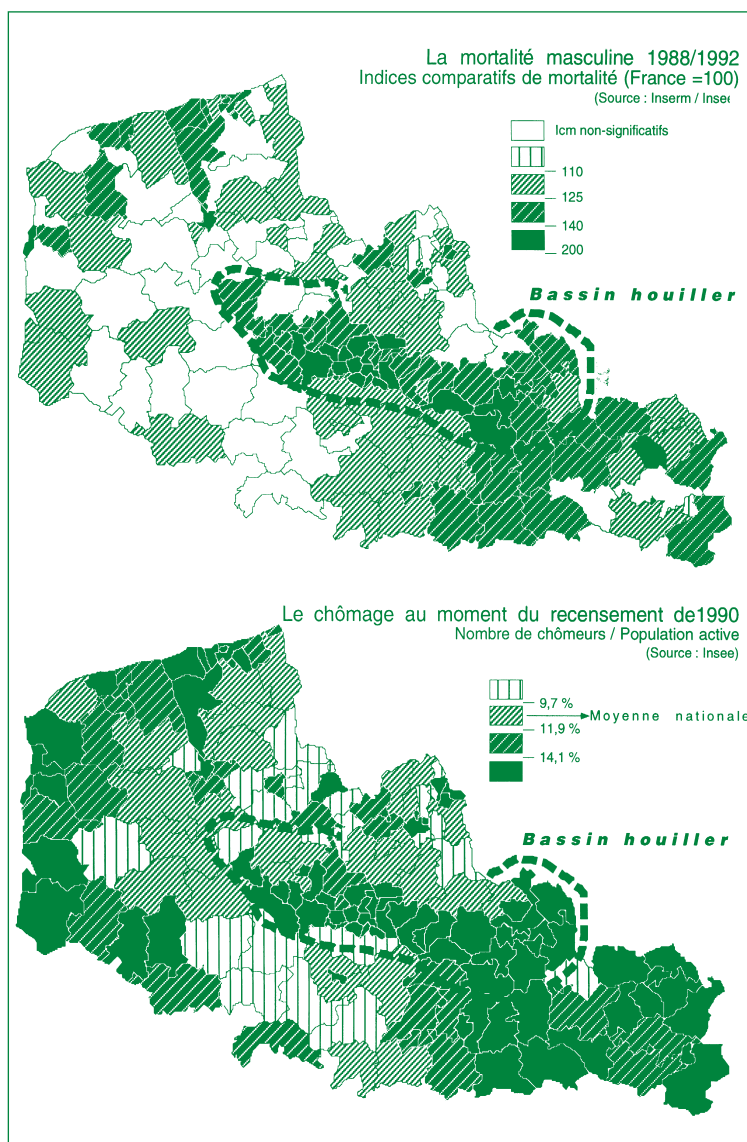 La mortalité masculine 1988/1992
Indices comparatifs de mortalité (France =100)
(Source : Inserm / Insee
Icm non-significatifs
110
125
140
200
Bassin houiller
Le chômage au moment du recensement de1990
Nombre de chômeurs / Population active
(Source : Insee)
9,7 %
Moyenne nationale
11,9 %
14,1 %
Bassin houiller